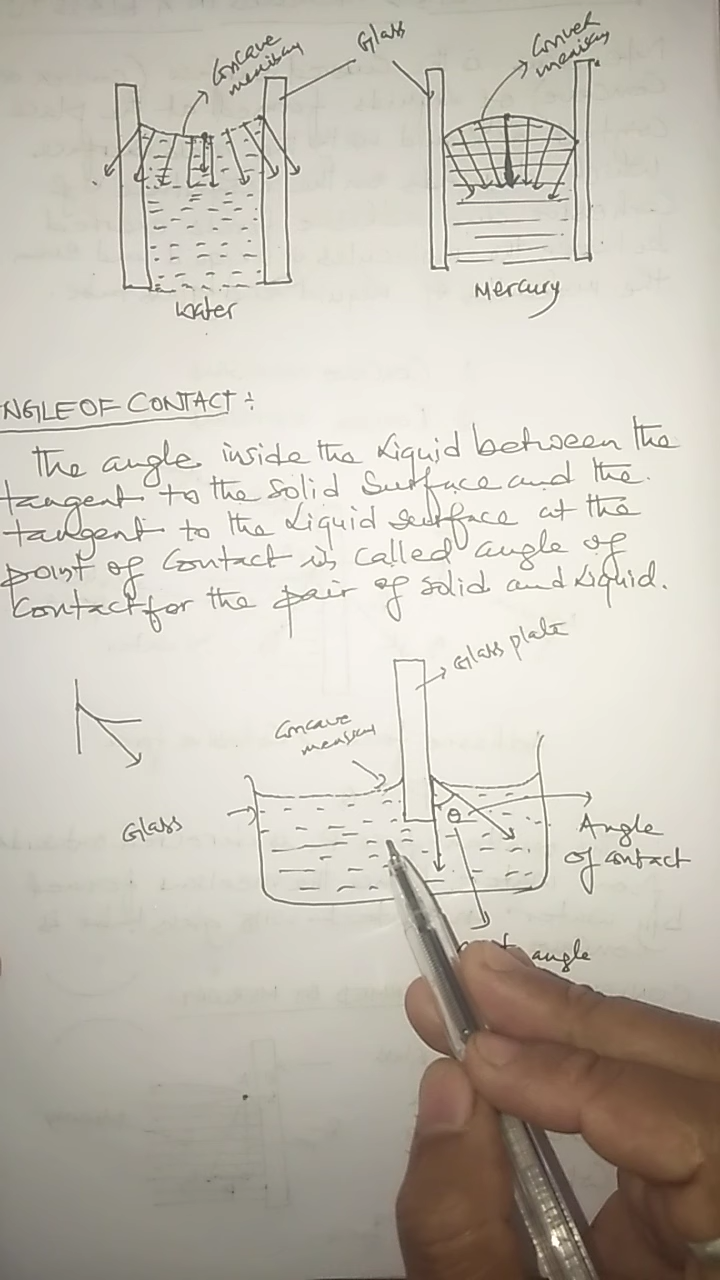 Concave
meniscus
Glass
Convex
meniscus
Water
Mercury
NGLE OF CONTACT :
The angle inside the Liquid between the
tangent to the solid Surface and the
tangent to the Liquid surface at the
point of Contact is called angle of
Contact for the pair of solid and Liquid.
Glass plate
Concave
meniscus
Glass
θ
Angle
of contact
angle